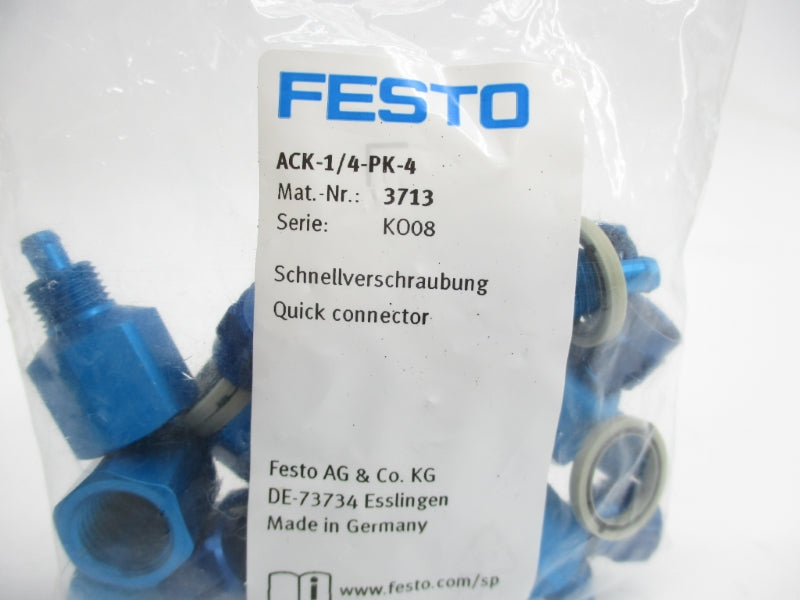 FESTO
ACK-1/4-PK-4
Mat.-Nr.: 3713
Serie: KO08
Schnellverschraubung
Quick connector
Festo AG & Co. KG
DE-73734 Esslingen
Made in Germany
www.festo.com/sp